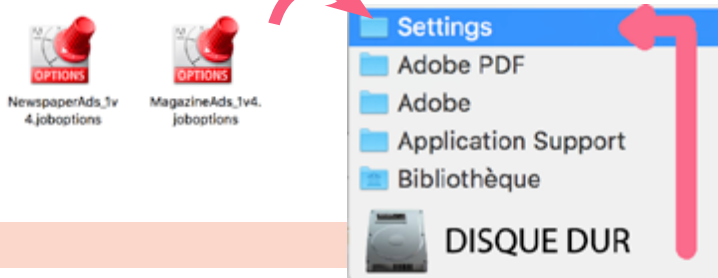 OPTIONS
NewspaperAds_1v
4.joboptions
OPTIONS
MagazineAds_1v4.
joboptions
Settings
Adobe PDF
Adobe
Application Support
Bibliothèque
DISQUE DUR